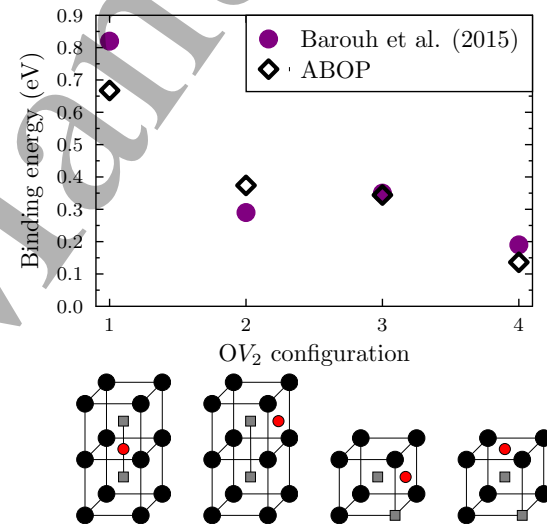 0.9
0.8
0.7
0.6
0.5
0.4
0.3
0.2
0.1
0.0
Binding energy (eV)
Barouh et al. (2015)
ABOP
1 2 3 4
OV₂ configuration